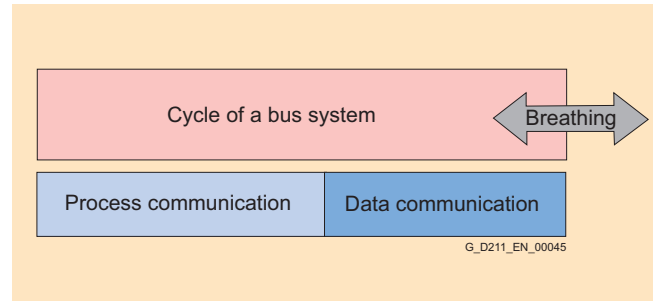 Cycle of a bus system
Breathing
Process communication
Data communication
G_D211_EN_00045